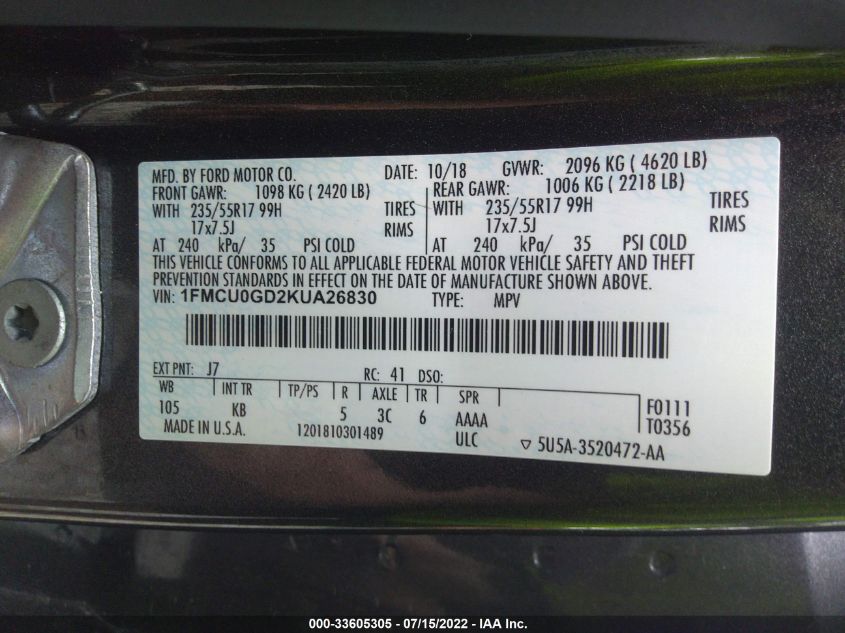 MFD. BY FORD MOTOR CO. DATE: 10/18 GVWR: 2096 KG ( 4620 LB)
FRONT GAWR: 1098 KG ( 2420 LB) REAR GAWR: 1006 KG ( 2218 LB)
WITH 235/55R17 99H TIRES WITH 235/55R17 99H TIRES
17x7.5J RIMS 17x7.5J RIMS
AT 240 kPa/ 35 PSI COLD AT 240 kPa/ 35 PSI COLD
THIS VEHICLE CONFORMS TO ALL APPLICABLE FEDERAL MOTOR VEHICLE SAFETY AND THEFT
PREVENTION STANDARDS IN EFFECT ON THE DATE OF MANUFACTURE SHOWN ABOVE.
VIN: 1FMCU0GD2KUA26830 TYPE: MPV
EXT PNT: J7 RC: 41 DSO:
WB INT TR TP/PS R AXLE TR SPR
105 KB 5 3C 6 AAAA F0111
MADE IN U.S.A. 1201810301489 ULC T0356
▽ 5U5A-3520472-AA
000-33605305 - 07/15/2022 - IAA Inc.